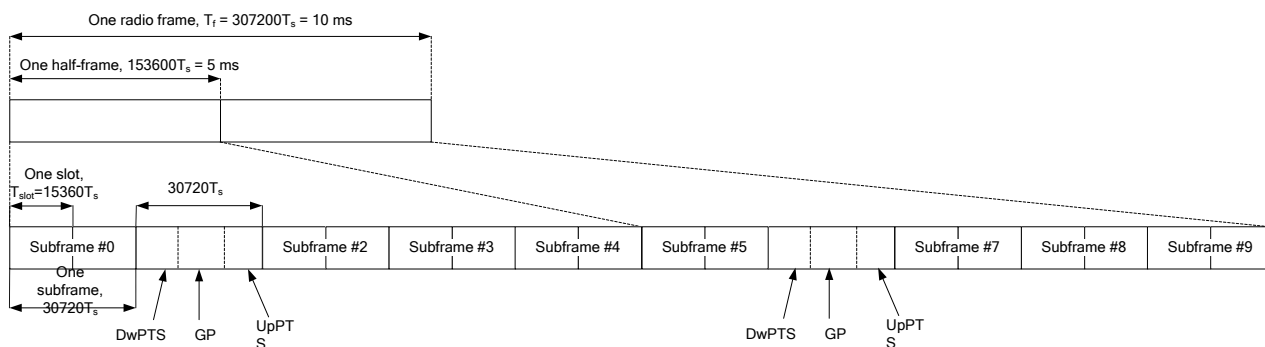 One radio frame, Tf = 307200Ts = 10 ms
One half-frame, 153600Ts = 5 ms
One slot,
Tslot=15360Ts
30720Ts
Subframe #0
Subframe #2
Subframe #3
Subframe #4
Subframe #5
Subframe #7
Subframe #8
Subframe #9
One
subframe,
30720Ts
DwPTS
GP
UpPT
S
DwPTS
GP
UpPT
S